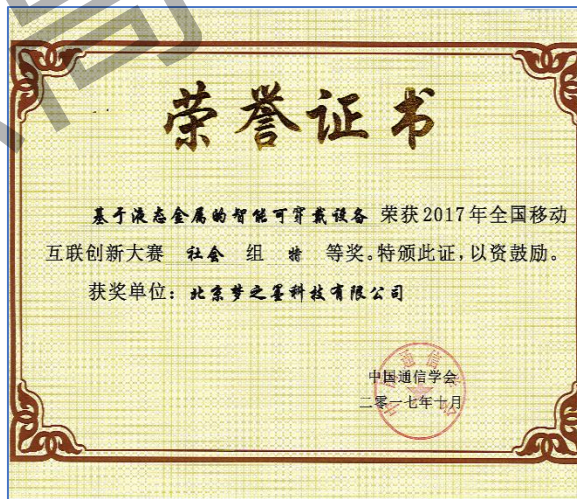 荣誉证书
基于液态金属的智能可穿戴设备 荣获2017年全国移动
互联创新大赛 社会 组 特 等奖。特颁此证,以资鼓励。
获奖单位：北京梦之墨科技有限公司
中国通信学会
二零一七年十月